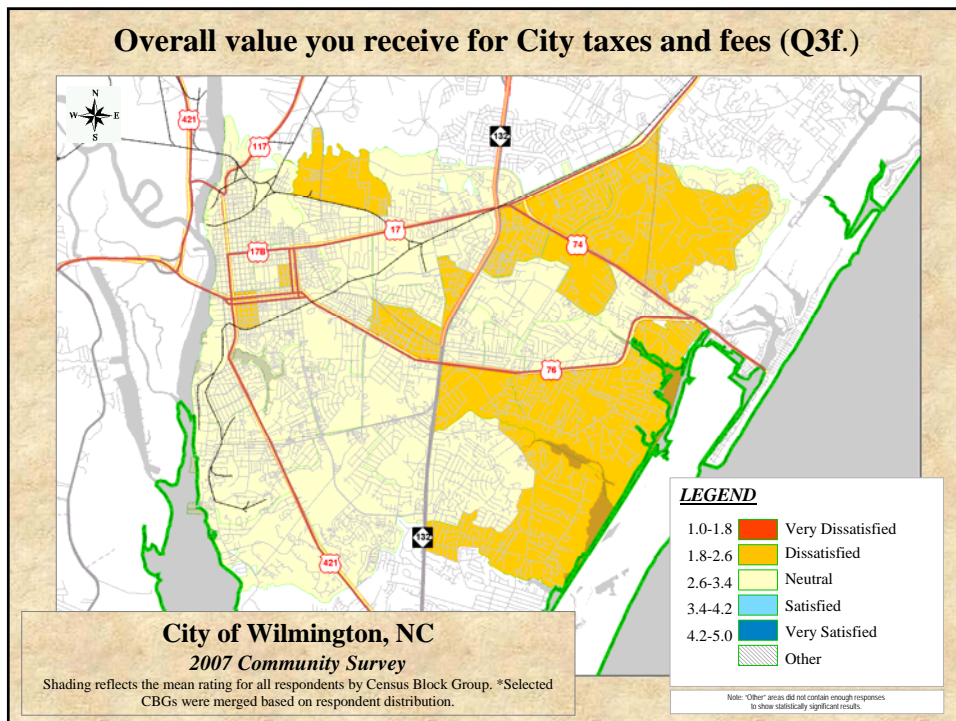 Overall value you receive for City taxes and fees (Q3f.)
N
W E
S
421
117
132
17
17B
74
76
132
421
LEGEND
1.0-1.8 Very Dissatisfied
1.8-2.6 Dissatisfied
2.6-3.4 Neutral
3.4-4.2 Satisfied
4.2-5.0 Very Satisfied
Other
City of Wilmington, NC
2007 Community Survey
Shading reflects the mean rating for all respondents by Census Block Group. *Selected
CBGs were merged based on respondent distribution.
Note: "Other" areas did not contain enough responses
to show statistically significant results.